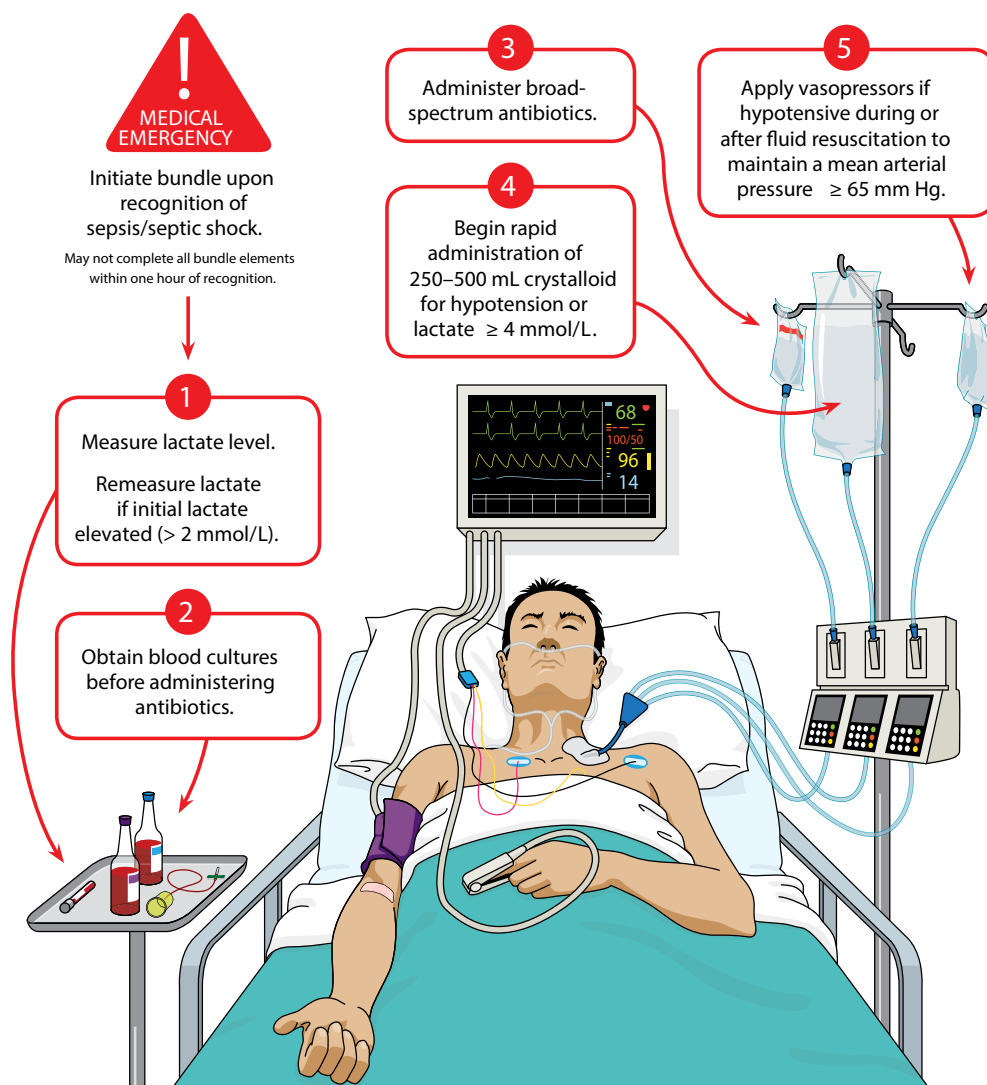 !
MEDICAL
EMERGENCY
Initiate bundle upon
recognition of
sepsis/septic shock.
May not complete all bundle elements
within one hour of recognition.
1
Measure lactate level.
Remeasure lactate
if initial lactate
elevated (> 2 mmol/L).
2
Obtain blood cultures
before administering
antibiotics.
3
Administer broad-
spectrum antibiotics.
4
Begin rapid
administration of
250–500 mL crystalloid
for hypotension or
lactate ≥ 4 mmol/L.
5
Apply vasopressors if
hypotensive during or
after fluid resuscitation to
maintain a mean arterial
pressure ≥ 65 mm Hg.
68
100/50
96
14